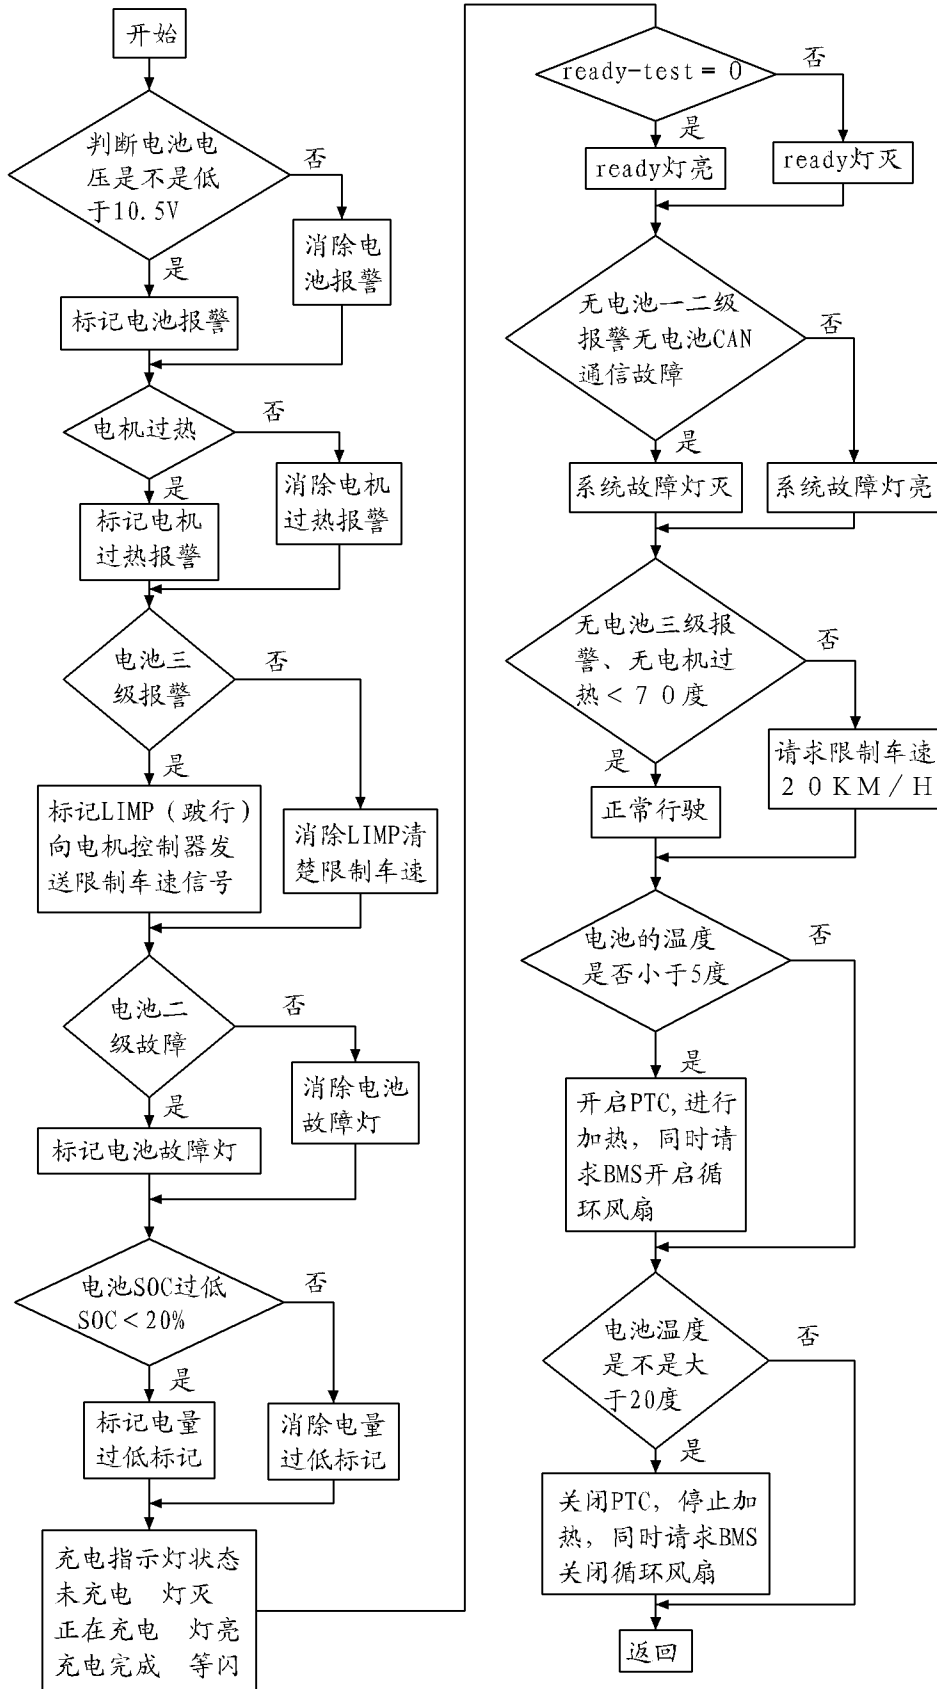 开始
判断电池电
压是不是低
于10.5V
否
消除电
池报警
是
标记电池报警
电机过热
否
消除电机
过热报警
是
标记电机
过热报警
电池三
级报警
否
是
标记LIMP（跛行）
向电机控制器发
送限制车速信号
消除LIMP清
楚限制车速
电池二
级故障
否
消除电池
故障灯
是
标记电池故障灯
电池SOC过低
SOC＜20%
否
是
标记电量
过低标记
消除电量
过低标记
充电指示灯状态
未充电 灯灭
正在充电 灯亮
充电完成 等闪
ready-test = 0
否
是
ready灯亮
ready灯灭
无电池一二级
报警无电池CAN
通信故障
否
是
系统故障灯灭
系统故障灯亮
无电池三级报
警、无电机过
热＜７０度
否
请求限制车速
２０KM／H
是
正常行驶
电池的温度
是否小于5度
否
是
开启PTC,进行
加热，同时请
求BMS开启循
环风扇
电池温度
是不是大
于20度
否
是
关闭PTC，停止加
热，同时请求BMS
关闭循环风扇
返回